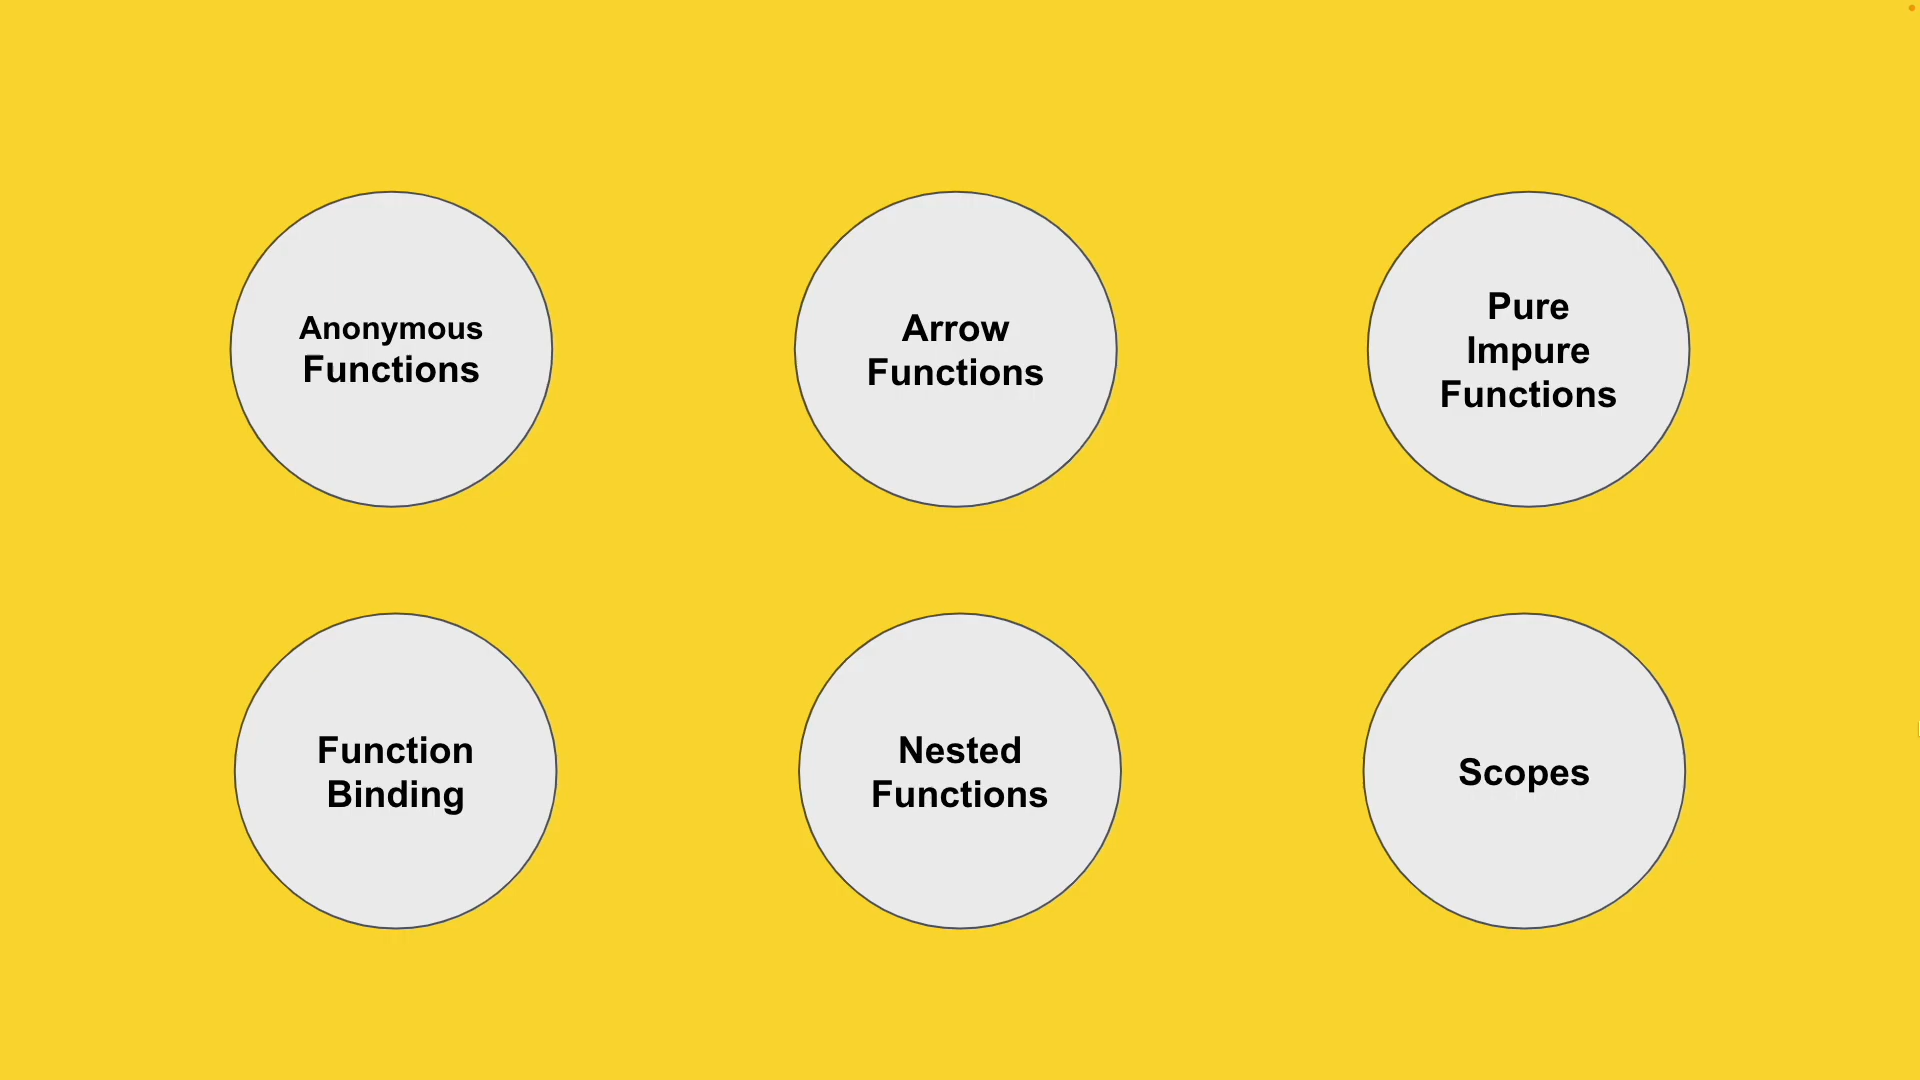 Anonymous
Functions
Arrow
Functions
Pure
Impure
Functions
Function
Binding
Nested
Functions
Scopes